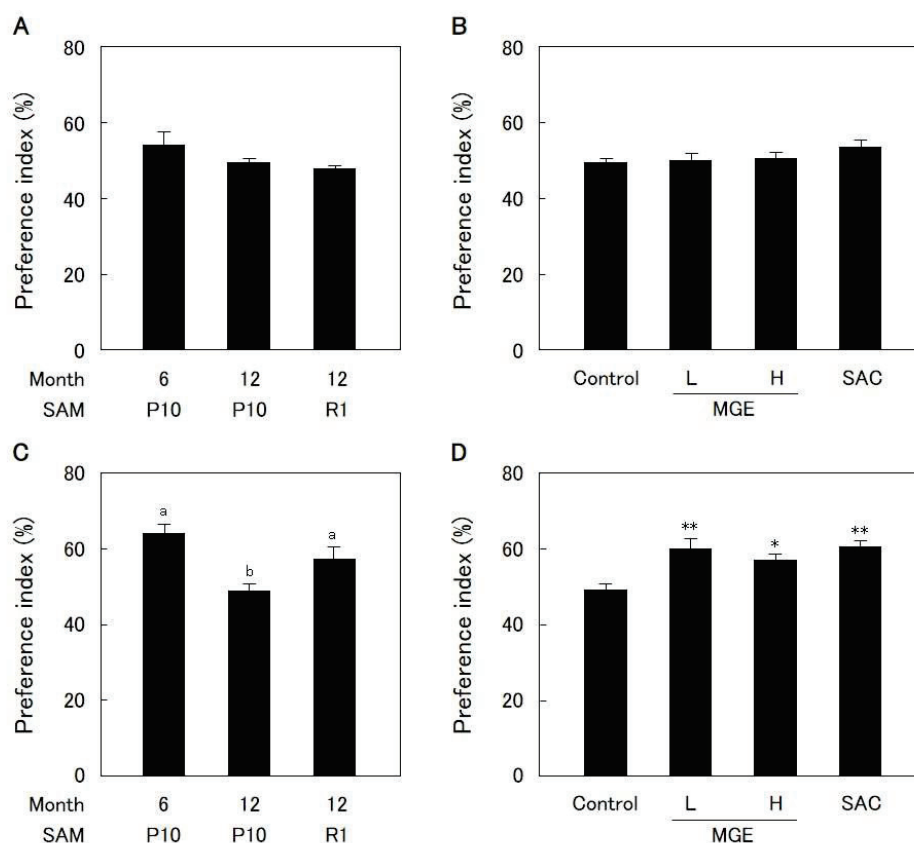 A
Preference index (%)
80
60
40
20
0
Month 6 12 12
SAM P10 P10 R1
B
Preference index (%)
80
60
40
20
0
Control L H SAC
MGE
C
Preference index (%)
80
60
40
20
0
a b a
Month 6 12 12
SAM P10 P10 R1
D
Preference index (%)
80
60
40
20
0
** * **
Control L H SAC
MGE